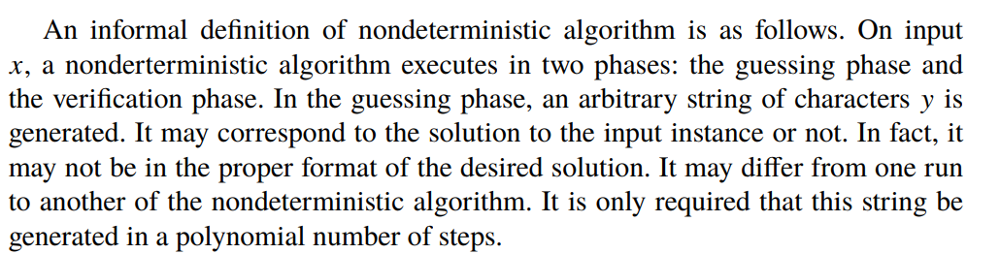 An informal definition of nondeterministic algorithm is as follows. On input
x, a nonderterministic algorithm executes in two phases: the guessing phase and
the verification phase. In the guessing phase, an arbitrary string of characters y is
generated. It may correspond to the solution to the input instance or not. In fact, it
may not be in the proper format of the desired solution. It may differ from one run
to another of the nondeterministic algorithm. It is only required that this string be
generated in a polynomial number of steps.